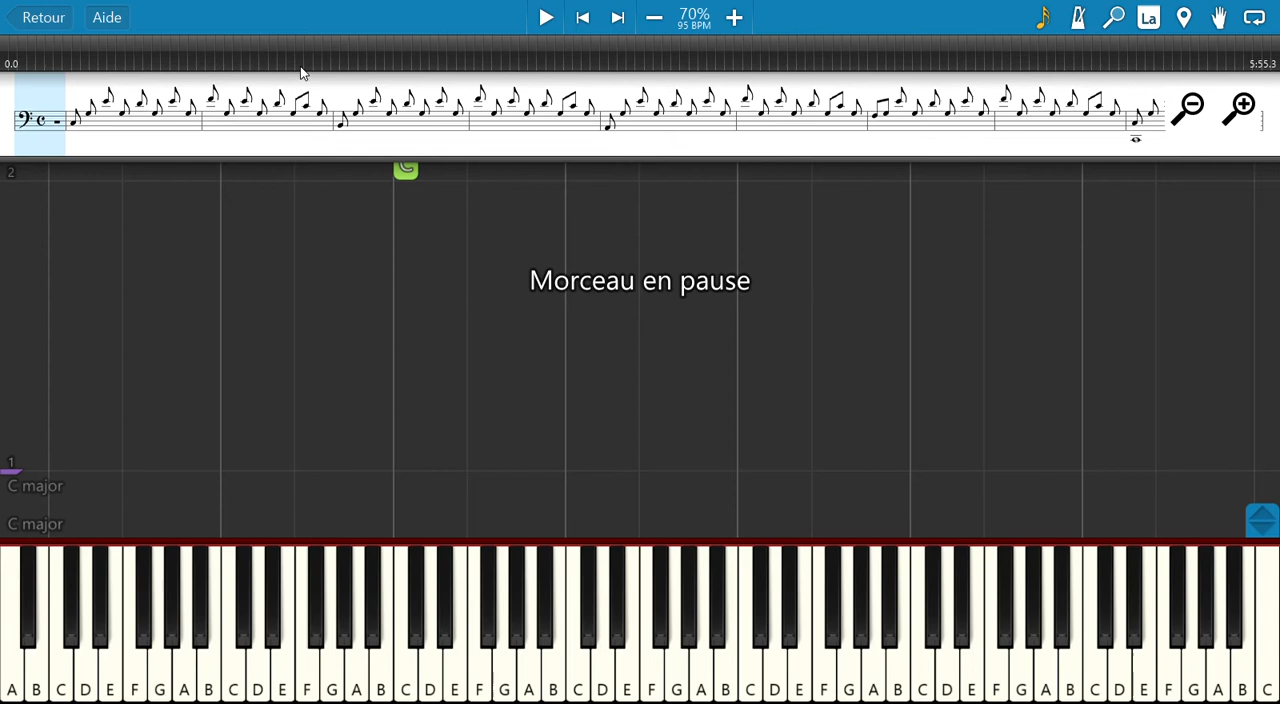 Retour Aide 70% La
95 BPM
0.0 5:55.3
2 C
Morceau en pause
1
C major
C major
A B C D E F G A B C D E F G A B C D E F G A B C D E F G A B C D E F G A B C D E F G A B C D E F G A B C